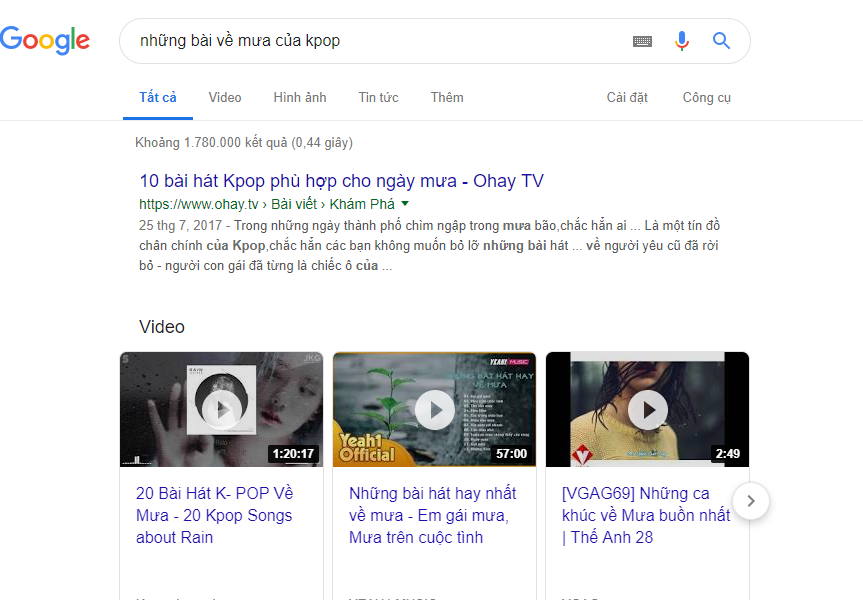 Google
những bài về mưa của kpop
Tất cả Video Hình ảnh Tin tức Thêm Cài đặt Công cụ
Khoảng 1.780.000 kết quả (0,44 giây)
10 bài hát Kpop phù hợp cho ngày mưa - Ohay TV
https://www.ohay.tv › Bài viết › Khám Phá
25 thg 7, 2017 - Trong những ngày thành phố chìm ngập trong mưa bão,chắc hẳn ai ... Là một tín đồ
chân chính của Kpop,chắc hẳn các bạn không muốn bỏ lỡ những bài hát ... về người yêu cũ đã rời
bỏ - người con gái đã từng là chiếc ô của ...
Video
JKO
RAIN
1:20:17
YEAH1 MUSIC
NHỮNG BÀI HÁT HAY
VỀ MƯA
Yeah1
Official
57:00
2:49
20 Bài Hát K- POP Về
Mưa - 20 Kpop Songs
about Rain
Những bài hát hay nhất
về mưa - Em gái mưa,
Mưa trên cuộc tình
[VGAG69] Những ca
khúc về Mưa buồn nhất
| Thế Anh 28